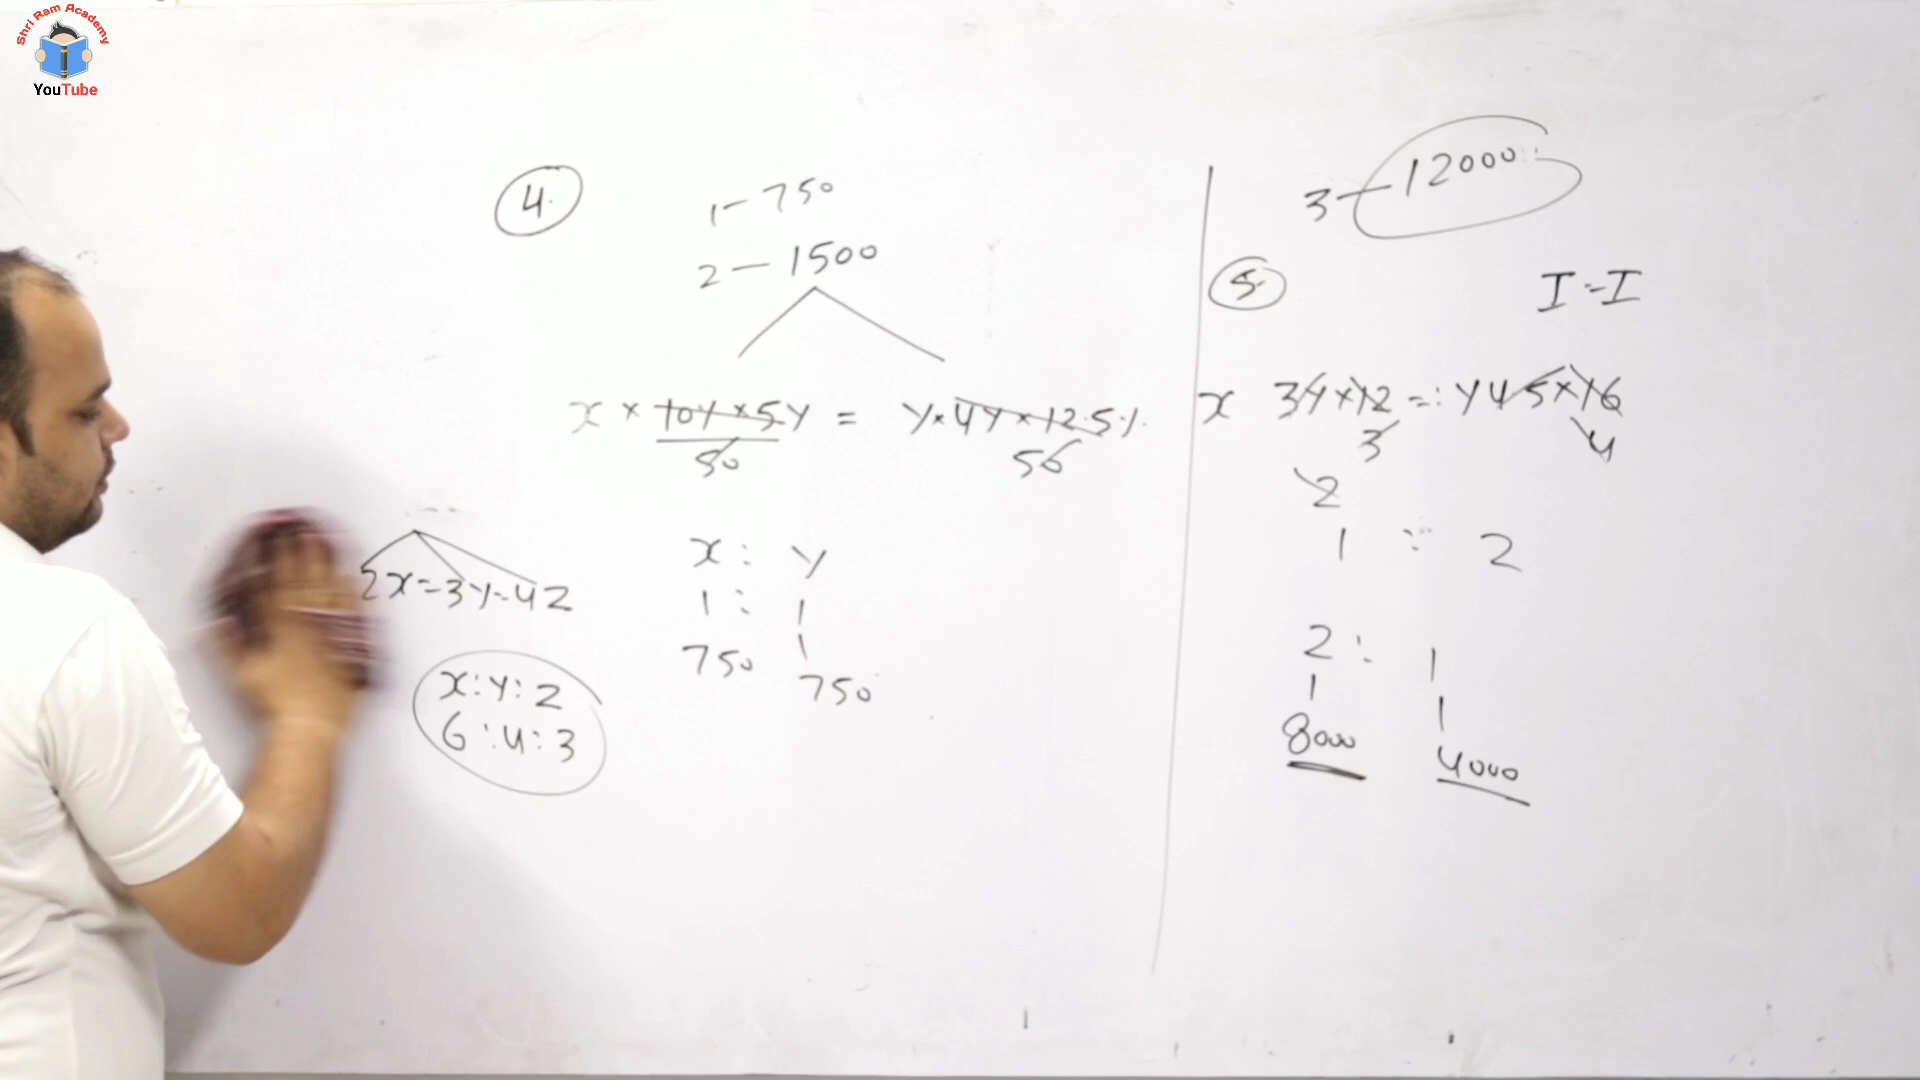 Shri Ram Academy
YouTube
4.
1-750
2-1500
x × 10% × 5y = y × 4y × 12.5%
50 50
2x=3y=4z
x:y:z
6:4:3
x : y
1 : 1
750 750
3-12000
5.
I=I
x 3 4 × 12 = : y 4 5 × 16
3 4
2
1 : 2
2 : 1
8000 4000